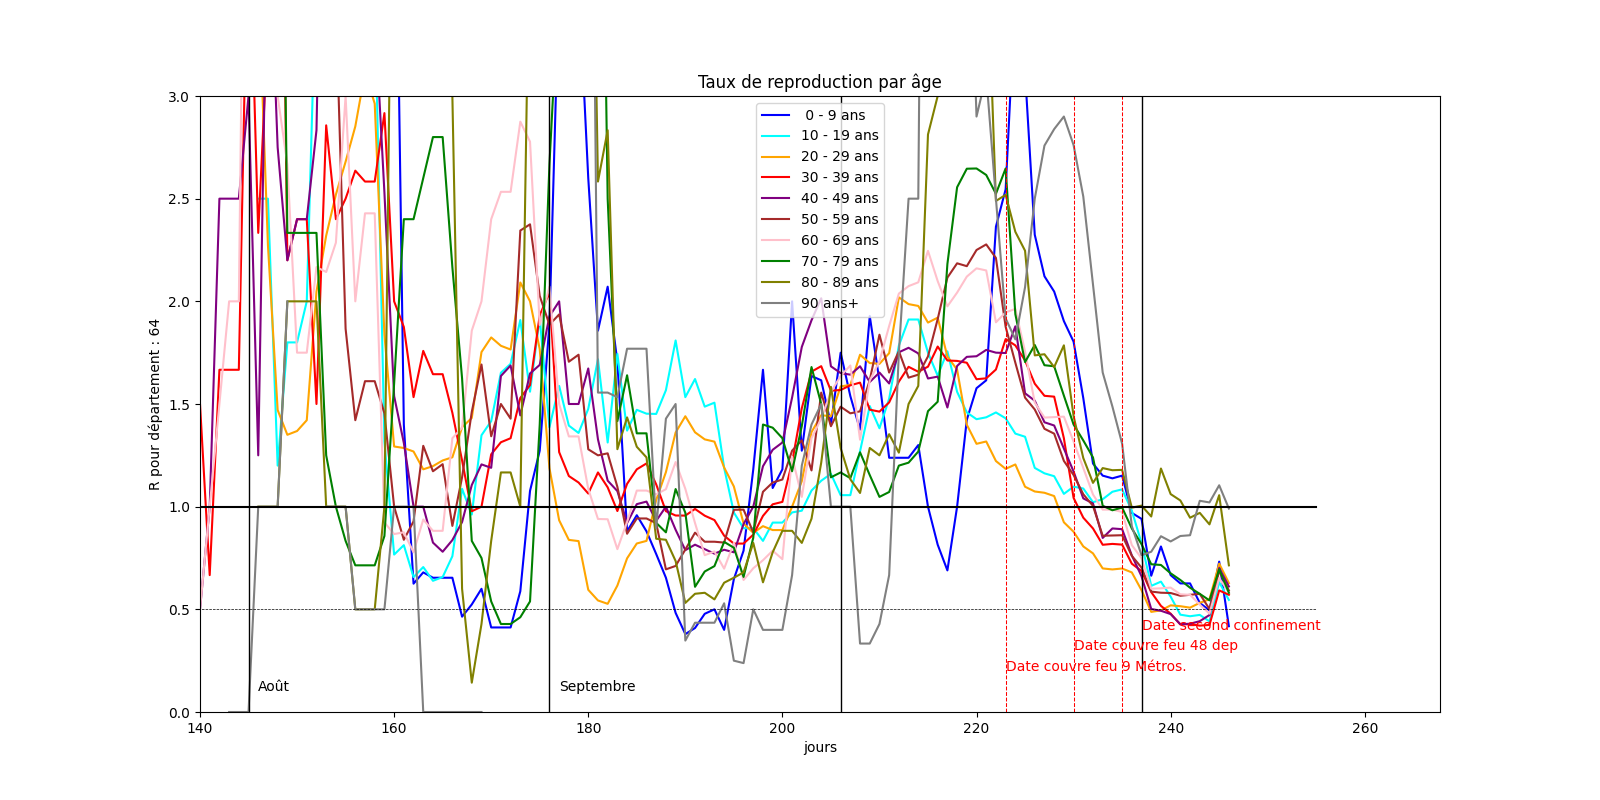 Taux de reproduction par âge
3.0
2.5
2.0
1.5
1.0
0.5
0.0
R pour département : 64
0 - 9 ans
10 - 19 ans
20 - 29 ans
30 - 39 ans
40 - 49 ans
50 - 59 ans
60 - 69 ans
70 - 79 ans
80 - 89 ans
90 ans+
Date second confinement
Date couvre feu 48 dep
Date couvre feu 9 Métros.
Août
Septembre
140
160
180
200
220
240
260
jours